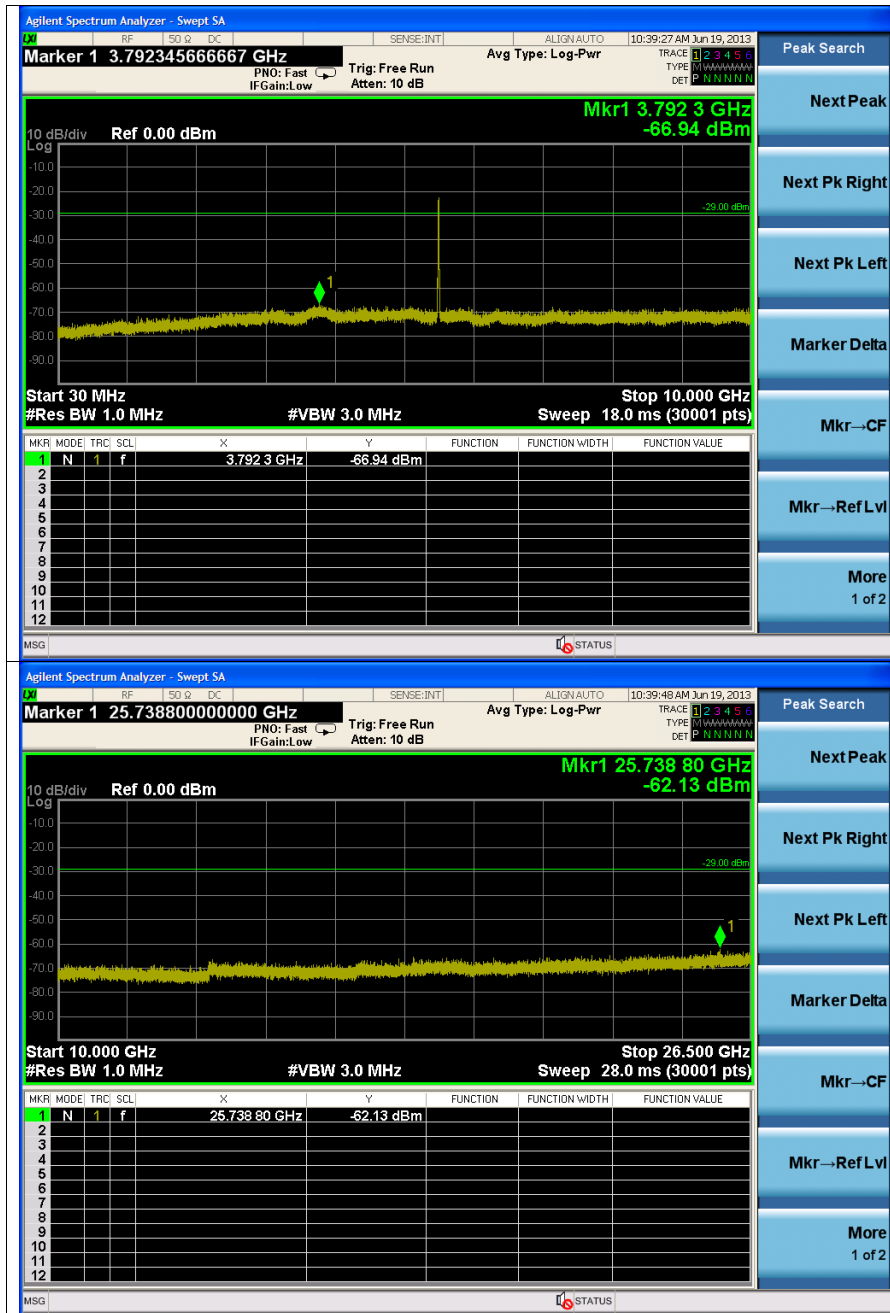 Agilent Spectrum Analyzer - Swept SA
LXI RF 50 Ω DC SENSE:INT ALIGN AUTO 10:39:27 AM Jun 19, 2013
Marker 1 3.792345666667 GHz
PNO: Fast
IFGain:Low
Trig: Free Run
Atten: 10 dB
Avg Type: Log-Pwr
TRACE 1 2 3 4 5 6
TYPE M WWWWW
DET P N N N N N
Mkr1 3.792 3 GHz
-66.94 dBm
10 dB/div Ref 0.00 dBm
Log
-10.0
-20.0
-29.00 dBm
-30.0
-40.0
-50.0
1
-60.0
-70.0
-80.0
-90.0
Start 30 MHz Stop 10.000 GHz
#Res BW 1.0 MHz #VBW 3.0 MHz Sweep 18.0 ms (30001 pts)
MKR MODE TRC SCL X Y FUNCTION FUNCTION WIDTH FUNCTION VALUE
1 N 1 f 3.792 3 GHz -66.94 dBm
2
3
4
5
6
7
8
9
10
11
12
MSG STATUS
Peak Search
Next Peak
Next Pk Right
Next Pk Left
Marker Delta
Mkr→CF
Mkr→Ref Lvl
More
1 of 2
Agilent Spectrum Analyzer - Swept SA
LXI RF 50 Ω DC SENSE:INT ALIGN AUTO 10:39:48 AM Jun 19, 2013
Marker 1 25.738800000000 GHz
PNO: Fast
IFGain:Low
Trig: Free Run
Atten: 10 dB
Avg Type: Log-Pwr
TRACE 1 2 3 4 5 6
TYPE M WWWWW
DET P N N N N N
Mkr1 25.738 80 GHz
-62.13 dBm
10 dB/div Ref 0.00 dBm
Log
-10.0
-20.0
-29.00 dBm
-30.0
-40.0
-50.0
1
-60.0
-70.0
-80.0
-90.0
Start 10.000 GHz Stop 26.500 GHz
#Res BW 1.0 MHz #VBW 3.0 MHz Sweep 28.0 ms (30001 pts)
MKR MODE TRC SCL X Y FUNCTION FUNCTION WIDTH FUNCTION VALUE
1 N 1 f 25.738 80 GHz -62.13 dBm
2
3
4
5
6
7
8
9
10
11
12
MSG STATUS
Peak Search
Next Peak
Next Pk Right
Next Pk Left
Marker Delta
Mkr→CF
Mkr→Ref Lvl
More
1 of 2